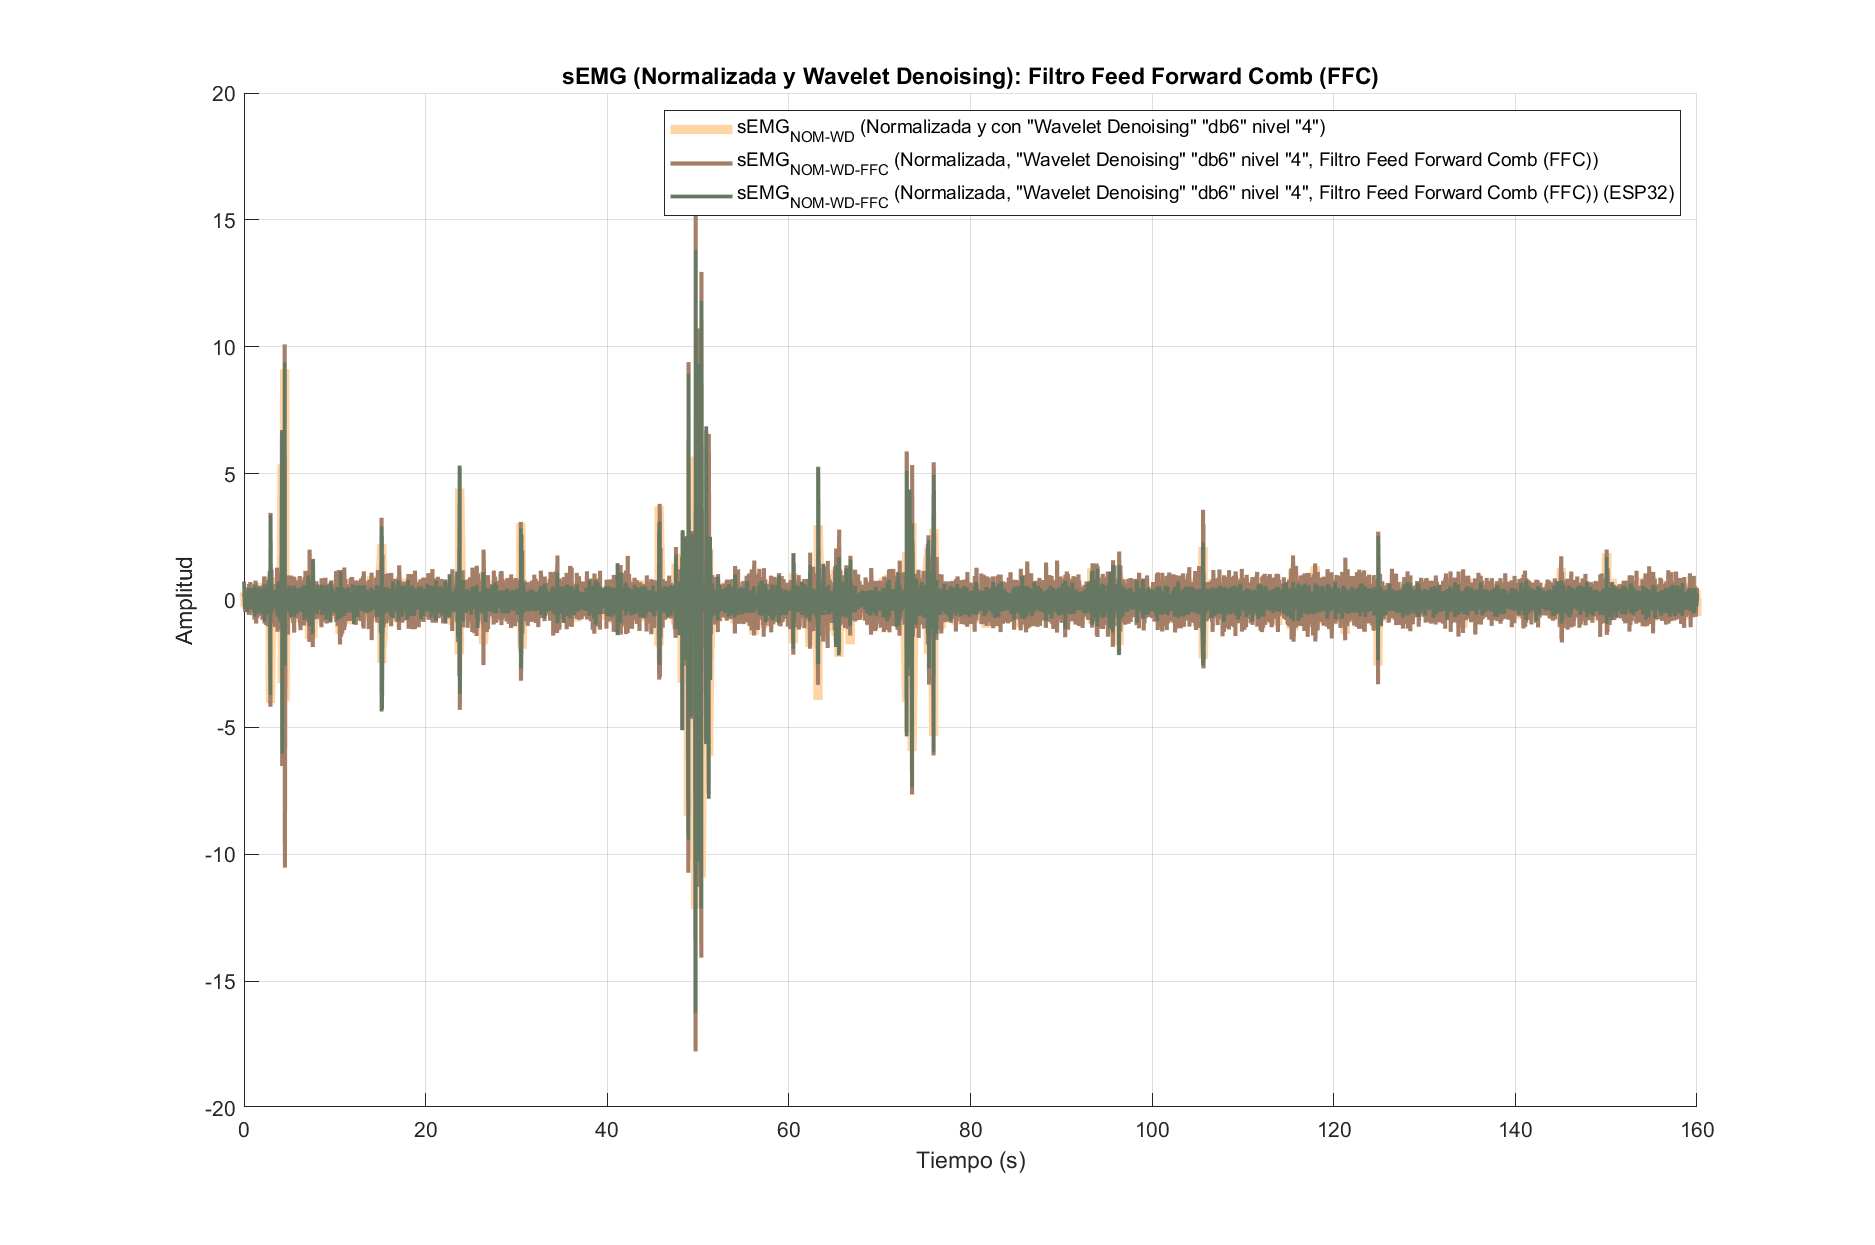 sEMG (Normalizada y Wavelet Denoising): Filtro Feed Forward Comb (FFC)
sEMG_NOM-WD (Normalizada y con "Wavelet Denoising" "db6" nivel "4")
sEMG_NOM-WD-FFC (Normalizada, "Wavelet Denoising" "db6" nivel "4", Filtro Feed Forward Comb (FFC))
sEMG_NOM-WD-FFC (Normalizada, "Wavelet Denoising" "db6" nivel "4", Filtro Feed Forward Comb (FFC)) (ESP32)
20
15
10
5
0
-5
-10
-15
-20
Amplitud
0 20 40 60 80 100 120 140 160
Tiempo (s)